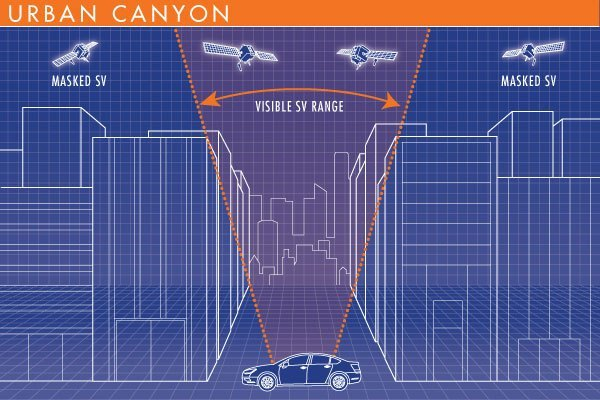 URBAN CANYON
MASKED SV
VISIBLE SV RANGE
MASKED SV